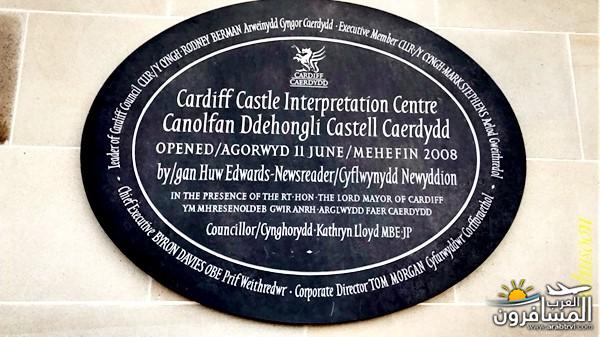 Leader of Cardiff Council CLLR/Y CYNGH·RODNEY BERMAN Arweinydd Cyngor Caerdydd · Executive Member CLLR/Y CYNGH·MARK STEPHENS Aelod Gweithredol
CARDIFF
CAERDYDD
Cardiff Castle Interpretation Centre
Canolfan Ddehongli Castell Caerdydd
OPENED/AGORWYD 11 JUNE/MEHEFIN 2008
by/gan Huw Edwards-Newsreader/Cyflwynydd Newyddion
IN THE PRESENCE OF THE RT·HON·THE LORD MAYOR OF CARDIFF
YM MHRESENOLDEB GWIR ANRH·ARGLWYDD FAER CAERDYDD
Councillor/Cynghorydd·Kathryn Lloyd MBE·JP
Chief Executive BYRON DAVIES OBE Prif Weithredwr · Corporate Director TOM MORGAN Cyfarwyddwr Corfforaethol
العرب
المسافرون
www.arabtrvl.com